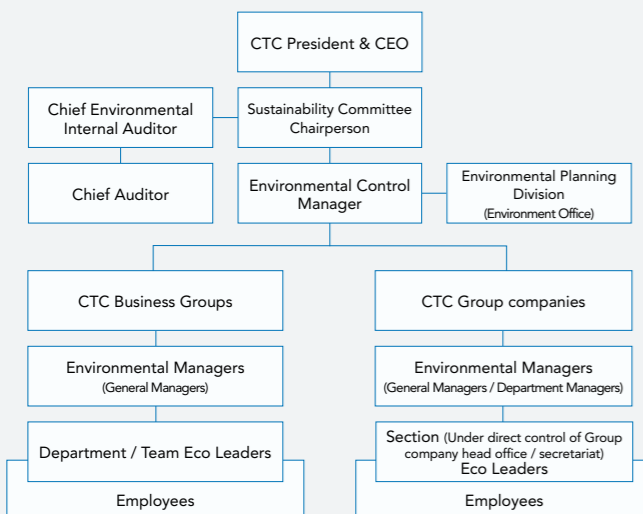 CTC President & CEO
Chief Environmental
Internal Auditor
Sustainability Committee
Chairperson
Chief Auditor
Environmental Control
Manager
Environmental Planning
Division
(Environment Office)
CTC Business Groups
CTC Group companies
Environmental Managers
(General Managers)
Environmental Managers
(General Managers / Department Managers)
Department / Team Eco Leaders
Section (Under direct control of Group
company head office / secretariat)
Eco Leaders
Employees
Employees